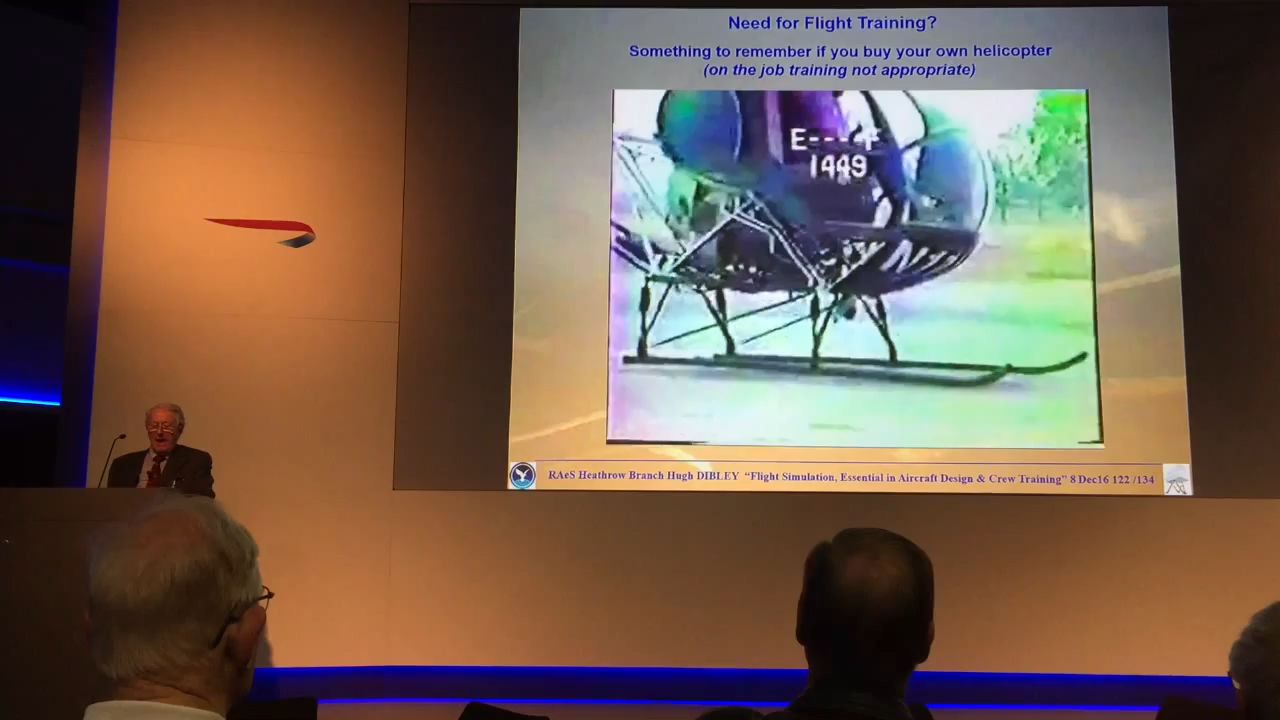 Need for Flight Training?
Something to remember if you buy your own helicopter
(on the job training not appropriate)
E----F
1449
RAeS Heathrow Branch Hugh DIBLEY "Flight Simulation, Essential in Aircraft Design & Crew Training" 8 Dec16 122 /134